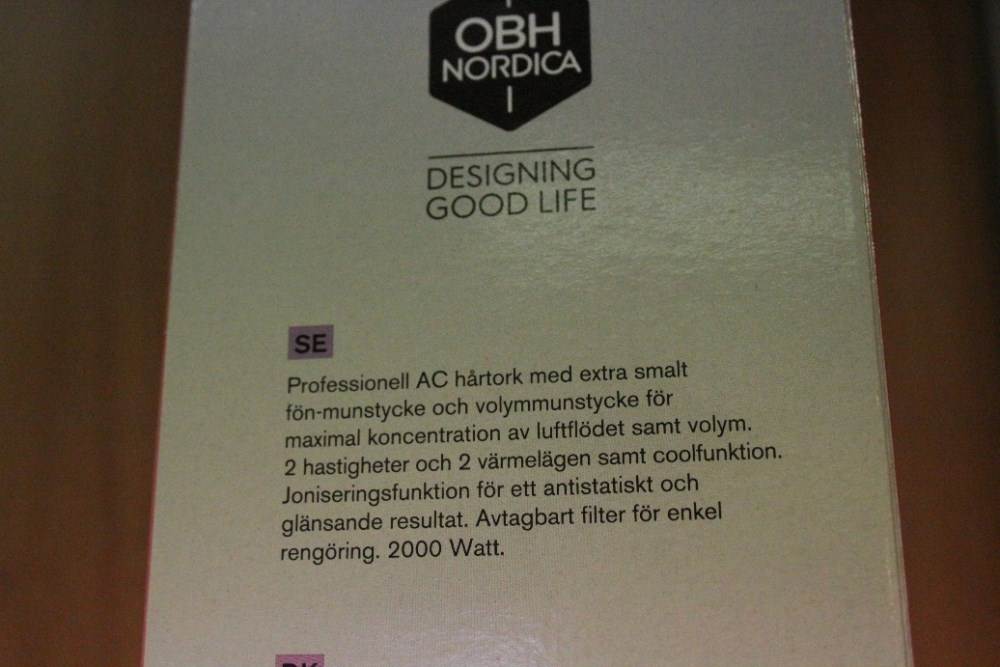 OBH
NORDICA
DESIGNING
GOOD LIFE
SE
Professionell AC hårtork med extra smalt
fön-munstycke och volymmunstycke för
maximal koncentration av luftflödet samt volym.
2 hastigheter och 2 värmelägen samt coolfunktion.
Joniseringsfunktion för ett antistatiskt och
glänsande resultat. Avtagbart filter för enkel
rengöring. 2000 Watt.
DK